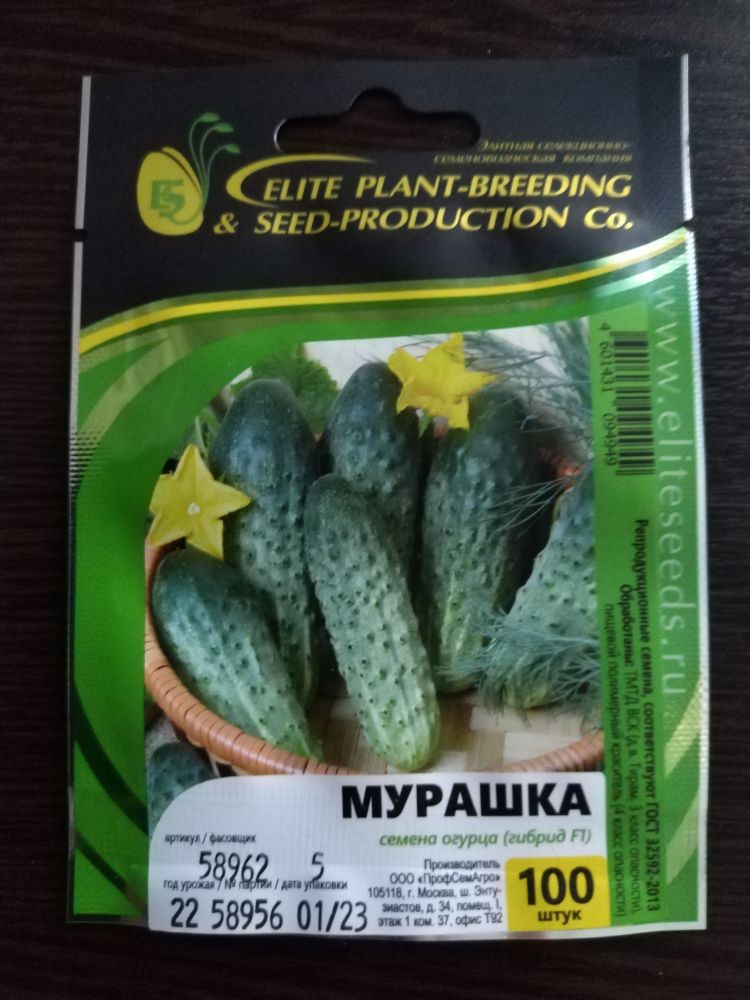 ES
Элитная селекционно-
семеноводческая компания
ELITE PLANT-BREEDING
& SEED-PRODUCTION Co.
www.eliteseeds.ru
4 601431 094949
Репродукционные семена, соответствуют ГОСТ 32592-2013
Обработаны: ТМТД ВСК (д.в. Тирам, 3 класс опасности),
пищевой полимерный краситель (4 класс опасности)
МУРАШКА
семена огурца (гибрид F1)
артикул / фасовщик
58962 5
год урожая / № партии / дата упаковки
22 58956 01/23
Производитель
ООО «ПрофСемАгро»
105118, г. Москва, ш. Энту-
зиастов, д. 34, помещ. I,
этаж 1 ком. 37, офис Т92
100
штук